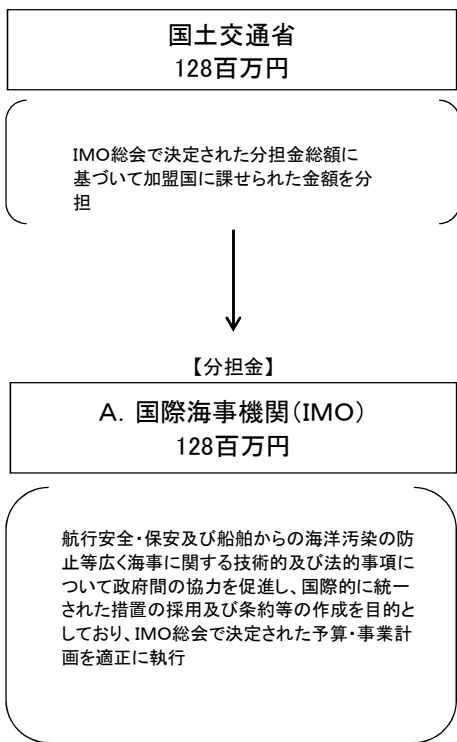 国土交通省
128百万円
IMO総会で決定された分担金総額に
基づいて加盟国に課せられた金額を分
担
【分担金】
A. 国際海事機関（IMO）
128百万円
航行安全・保安及び船舶からの海洋汚染の防
止等広く海事に関する技術的及び法的事項に
ついて政府間の協力を促進し、国際的に統一
された措置の採用及び条約等の作成を目的と
しており、IMO総会で決定された予算・事業計
画を適正に執行